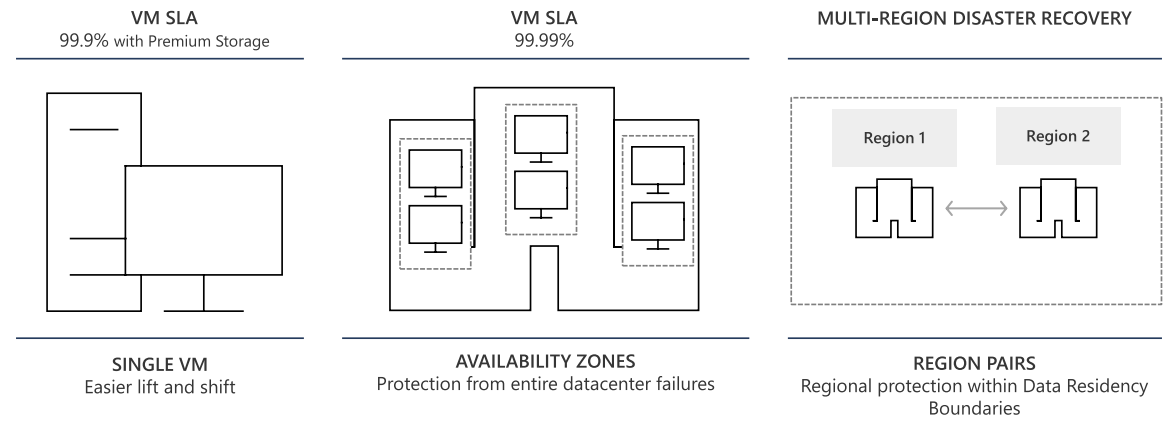 VM SLA
99.9% with Premium Storage
SINGLE VM
Easier lift and shift
VM SLA
99.99%
AVAILABILITY ZONES
Protection from entire datacenter failures
MULTI-REGION DISASTER RECOVERY
Region 1
Region 2
REGION PAIRS
Regional protection within Data Residency
Boundaries